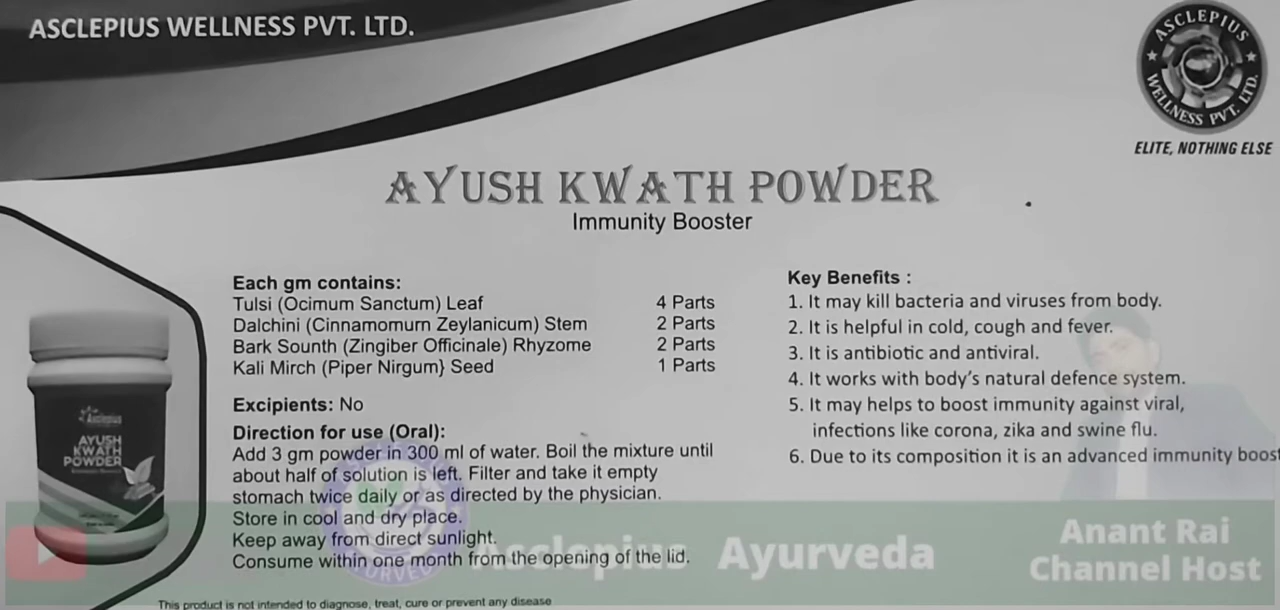 ASCLEPIUS WELLNESS PVT. LTD.
ASCLEPIUS
WELLNESS PVT. LTD.
ELITE, NOTHING ELSE
AYUSH KWATH POWDER
Immunity Booster
Each gm contains:
Tulsi (Ocimum Sanctum) Leaf 4 Parts
Dalchini (Cinnamomurn Zeylanicum) Stem 2 Parts
Bark Sounth (Zingiber Officinale) Rhyzome 2 Parts
Kali Mirch (Piper Nirgum} Seed 1 Parts
Excipients: No
Direction for use (Oral):
Add 3 gm powder in 300 ml of water. Boil the mixture until
about half of solution is left. Filter and take it empty
stomach twice daily or as directed by the physician.
Store in cool and dry place.
Keep away from direct sunlight.
Consume within one month from the opening of the lid.
Key Benefits :
1. It may kill bacteria and viruses from body.
2. It is helpful in cold, cough and fever.
3. It is antibiotic and antiviral.
4. It works with body's natural defence system.
5. It may helps to boost immunity against viral,
infections like corona, zika and swine flu.
6. Due to its composition it is an advanced immunity boost
Asclepius
AYUSH
KWATH
POWDER
Asclepius Ayurveda
Anant Rai
Channel Host
This product is not intended to diagnose, treat, cure or prevent any disease